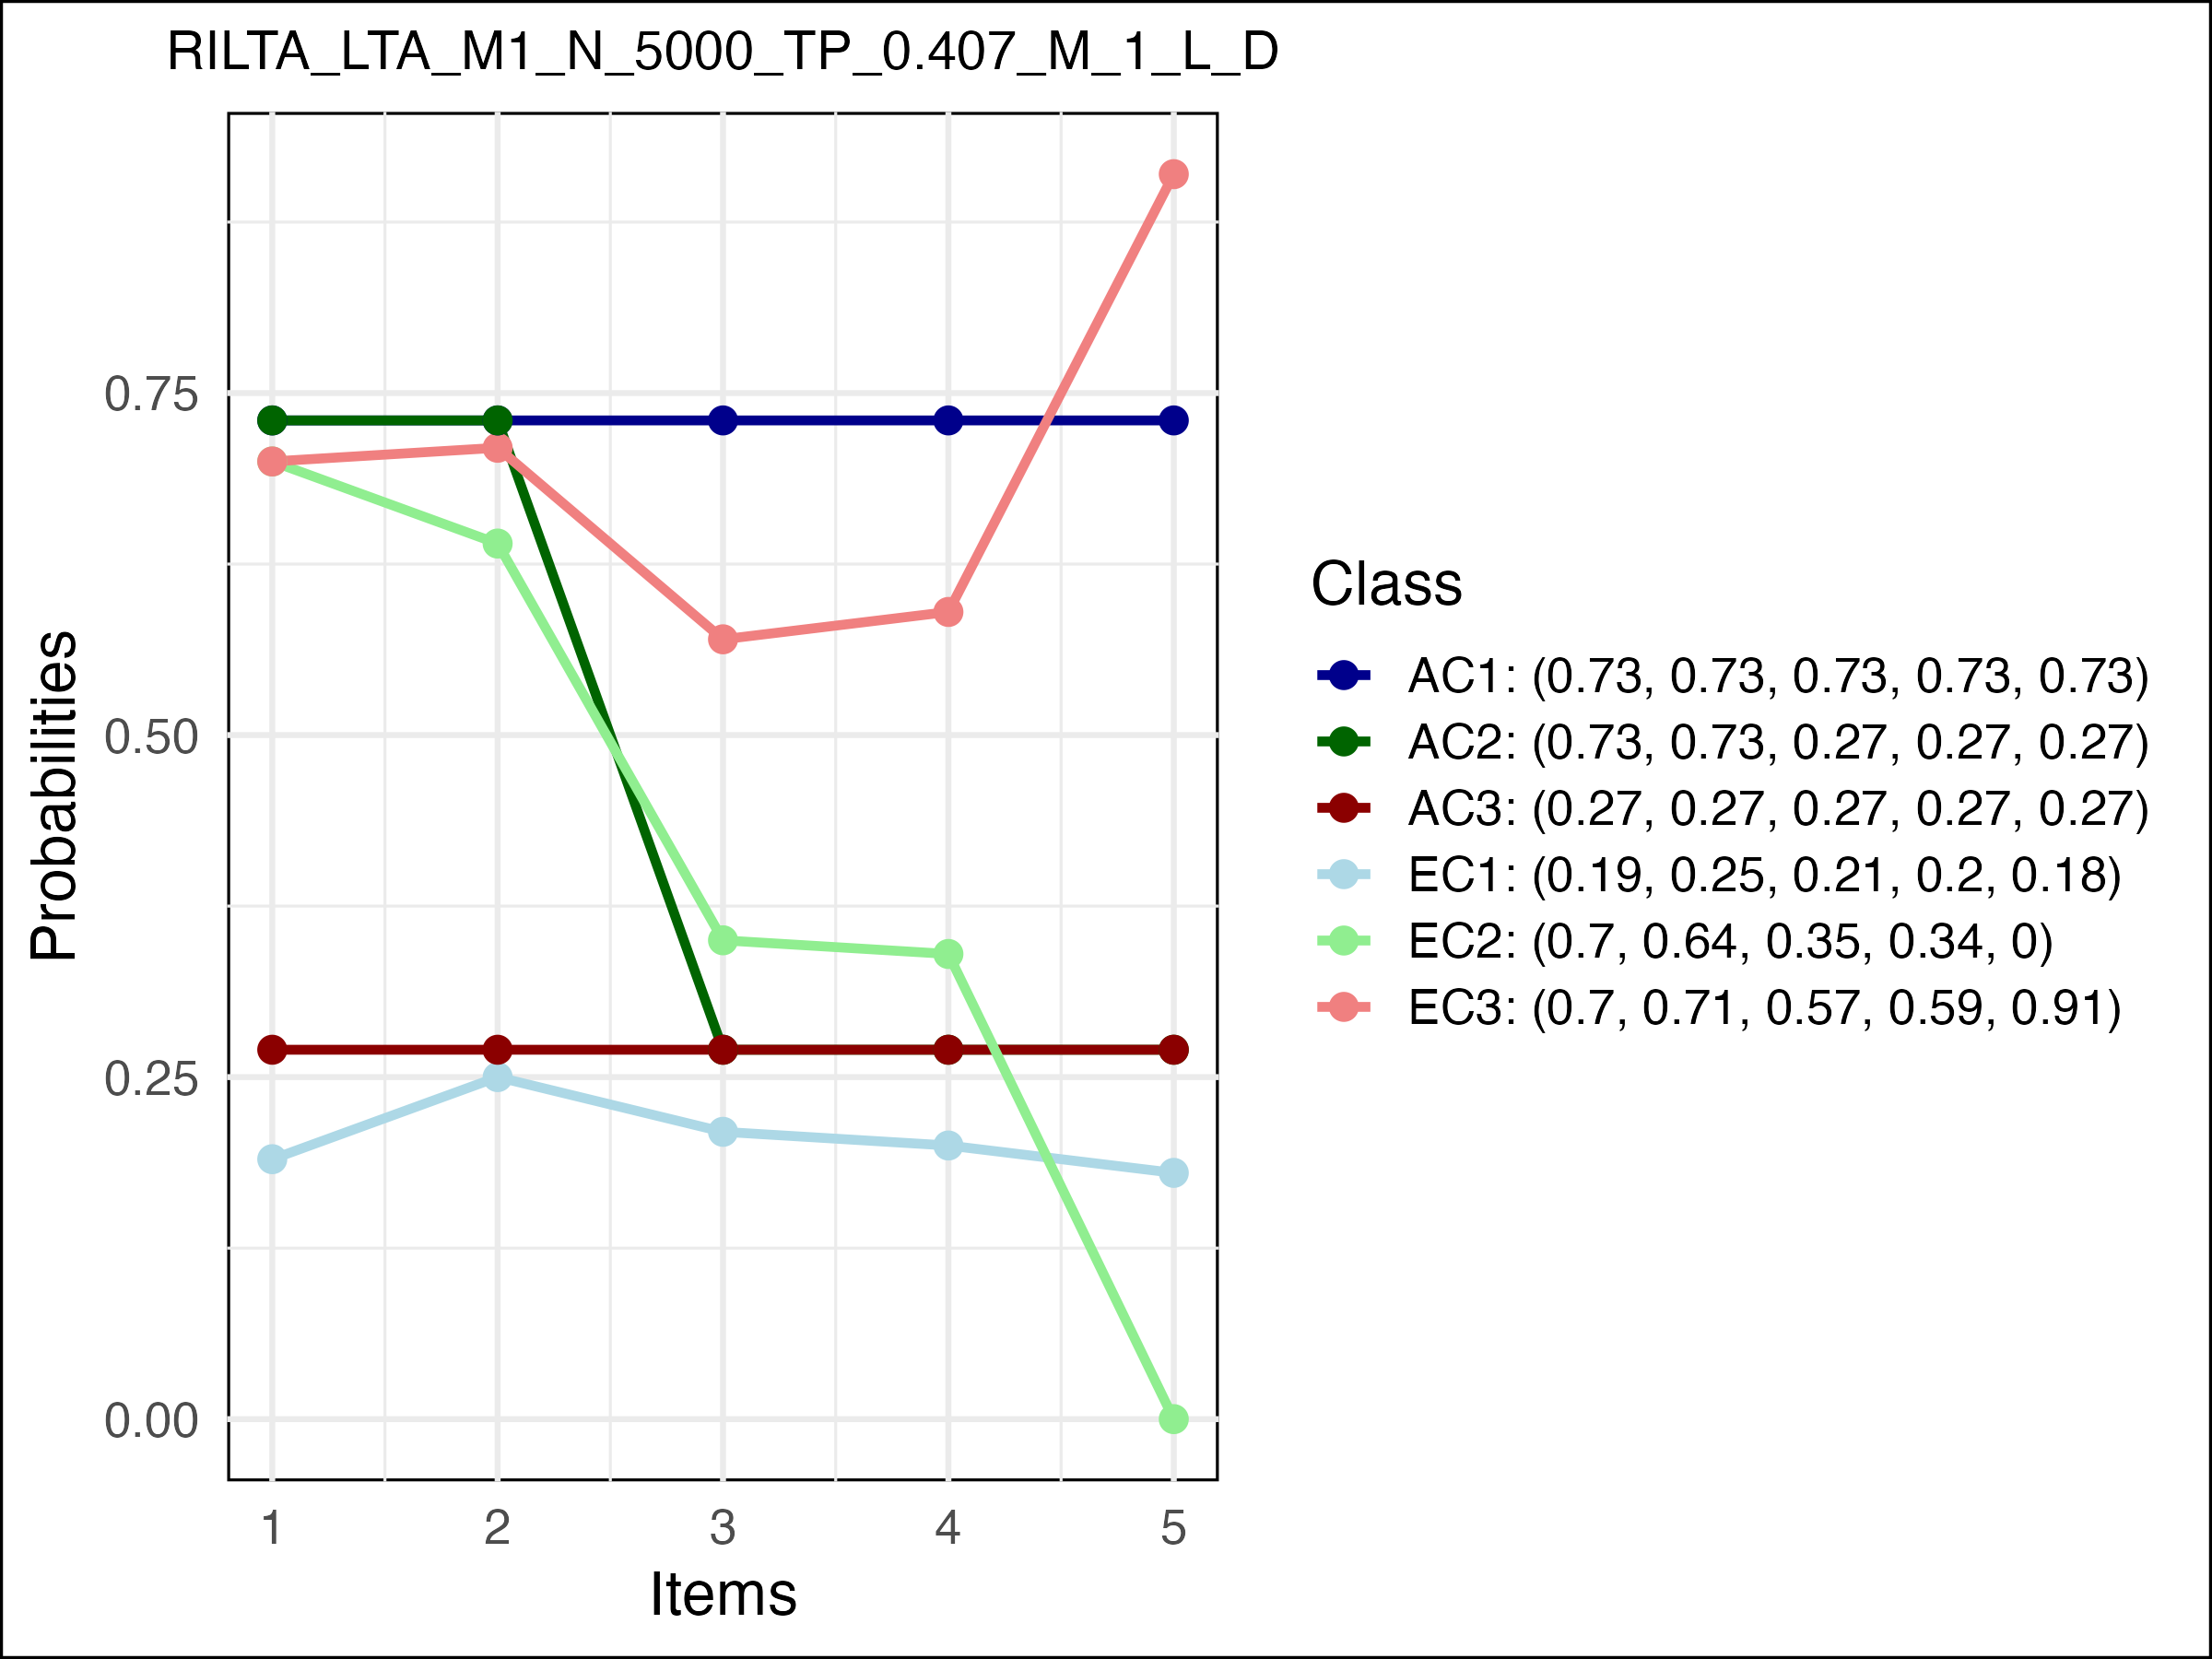 RILTA_LTA_M1_N_5000_TP_0.407_M_1_L_D
Probabilities
0.75
0.50
0.25
0.00
1 2 3 4 5
Items
Class
AC1: (0.73, 0.73, 0.73, 0.73, 0.73)
AC2: (0.73, 0.73, 0.27, 0.27, 0.27)
AC3: (0.27, 0.27, 0.27, 0.27, 0.27)
EC1: (0.19, 0.25, 0.21, 0.2, 0.18)
EC2: (0.7, 0.64, 0.35, 0.34, 0)
EC3: (0.7, 0.71, 0.57, 0.59, 0.91)